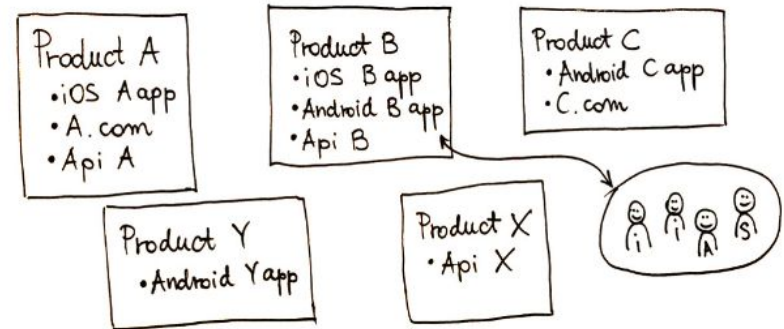 Product A
•iOS A app
•A.com
•Api A
Product B
•iOS B app
•Android B app
•Api B
Product C
•Android C app
•C.com
Product Y
•Android Y app
Product X
•Api X
i i A S